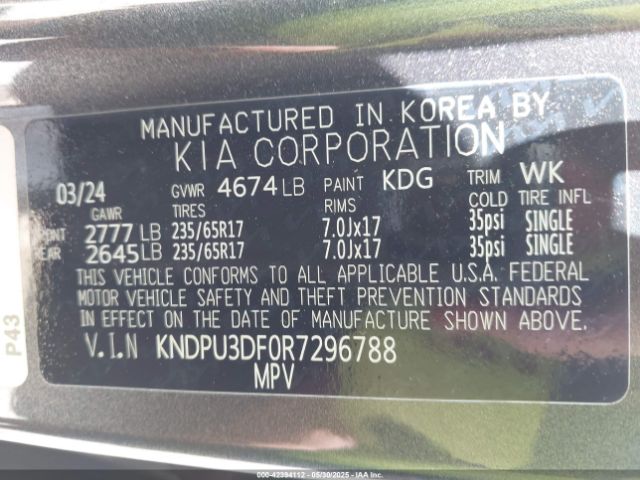 MANUFACTURED IN KOREA BY
KIA CORPORATION
03/24 GVWR 4674 LB PAINT KDG TRIM WK
GAWR TIRES RIMS COLD TIRE INFL
2777 LB 235/65R17 7.0Jx17 35psi SINGLE
2645 LB 235/65R17 7.0Jx17 35psi SINGLE
THIS VEHICLE CONFORMS TO ALL APPLICABLE U.S.A. FEDERAL
MOTOR VEHICLE SAFETY AND THEFT PREVENTION STANDARDS
IN EFFECT ON THE DATE OF MANUFACTURE SHOWN ABOVE.
V.I.N KNDPU3DF0R7296788
MPV
P43
IAA - 42394112 - 05/30/2025 - IAAI.COM